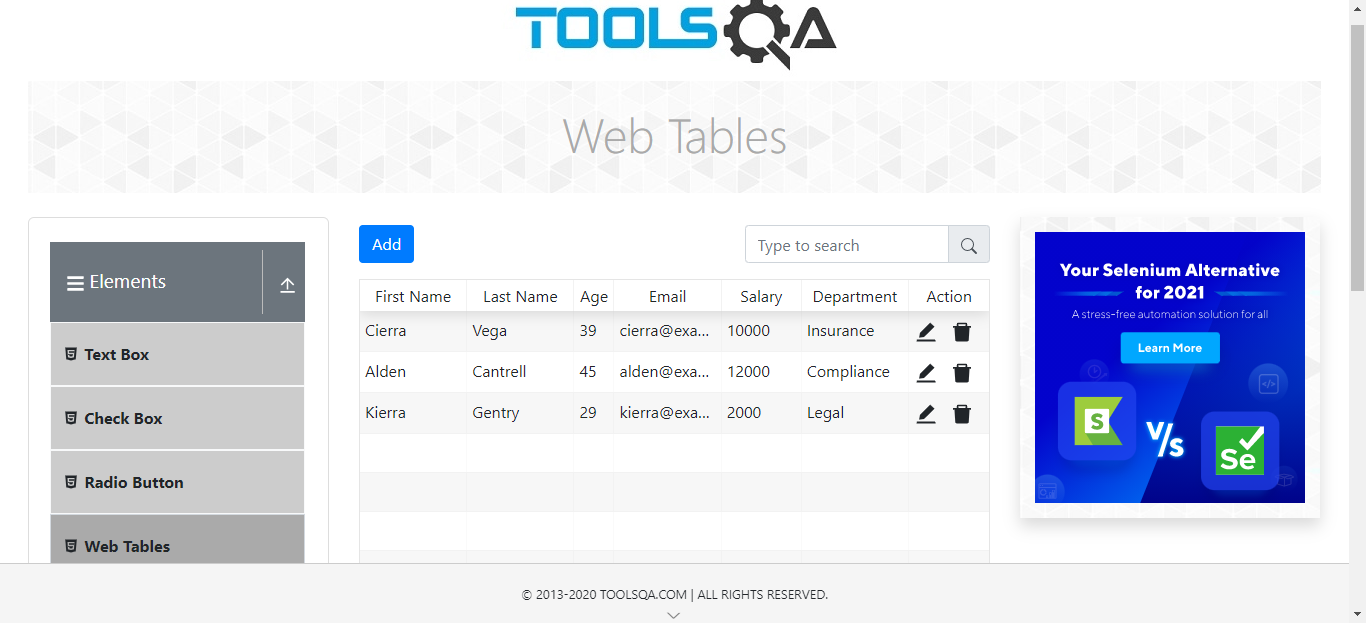 TOOLSQA
Web Tables
Elements
Text Box
Check Box
Radio Button
Web Tables
Add
Type to search
First Name Last Name Age Email Salary Department Action
Cierra Vega 39 cierra@exa... 10000 Insurance
Alden Cantrell 45 alden@exa... 12000 Compliance
Kierra Gentry 29 kierra@exa... 2000 Legal
Your Selenium Alternative
for 2021
A stress-free automation solution for all
Learn More
S
V/s
Se
© 2013-2020 TOOLSQA.COM | ALL RIGHTS RESERVED.